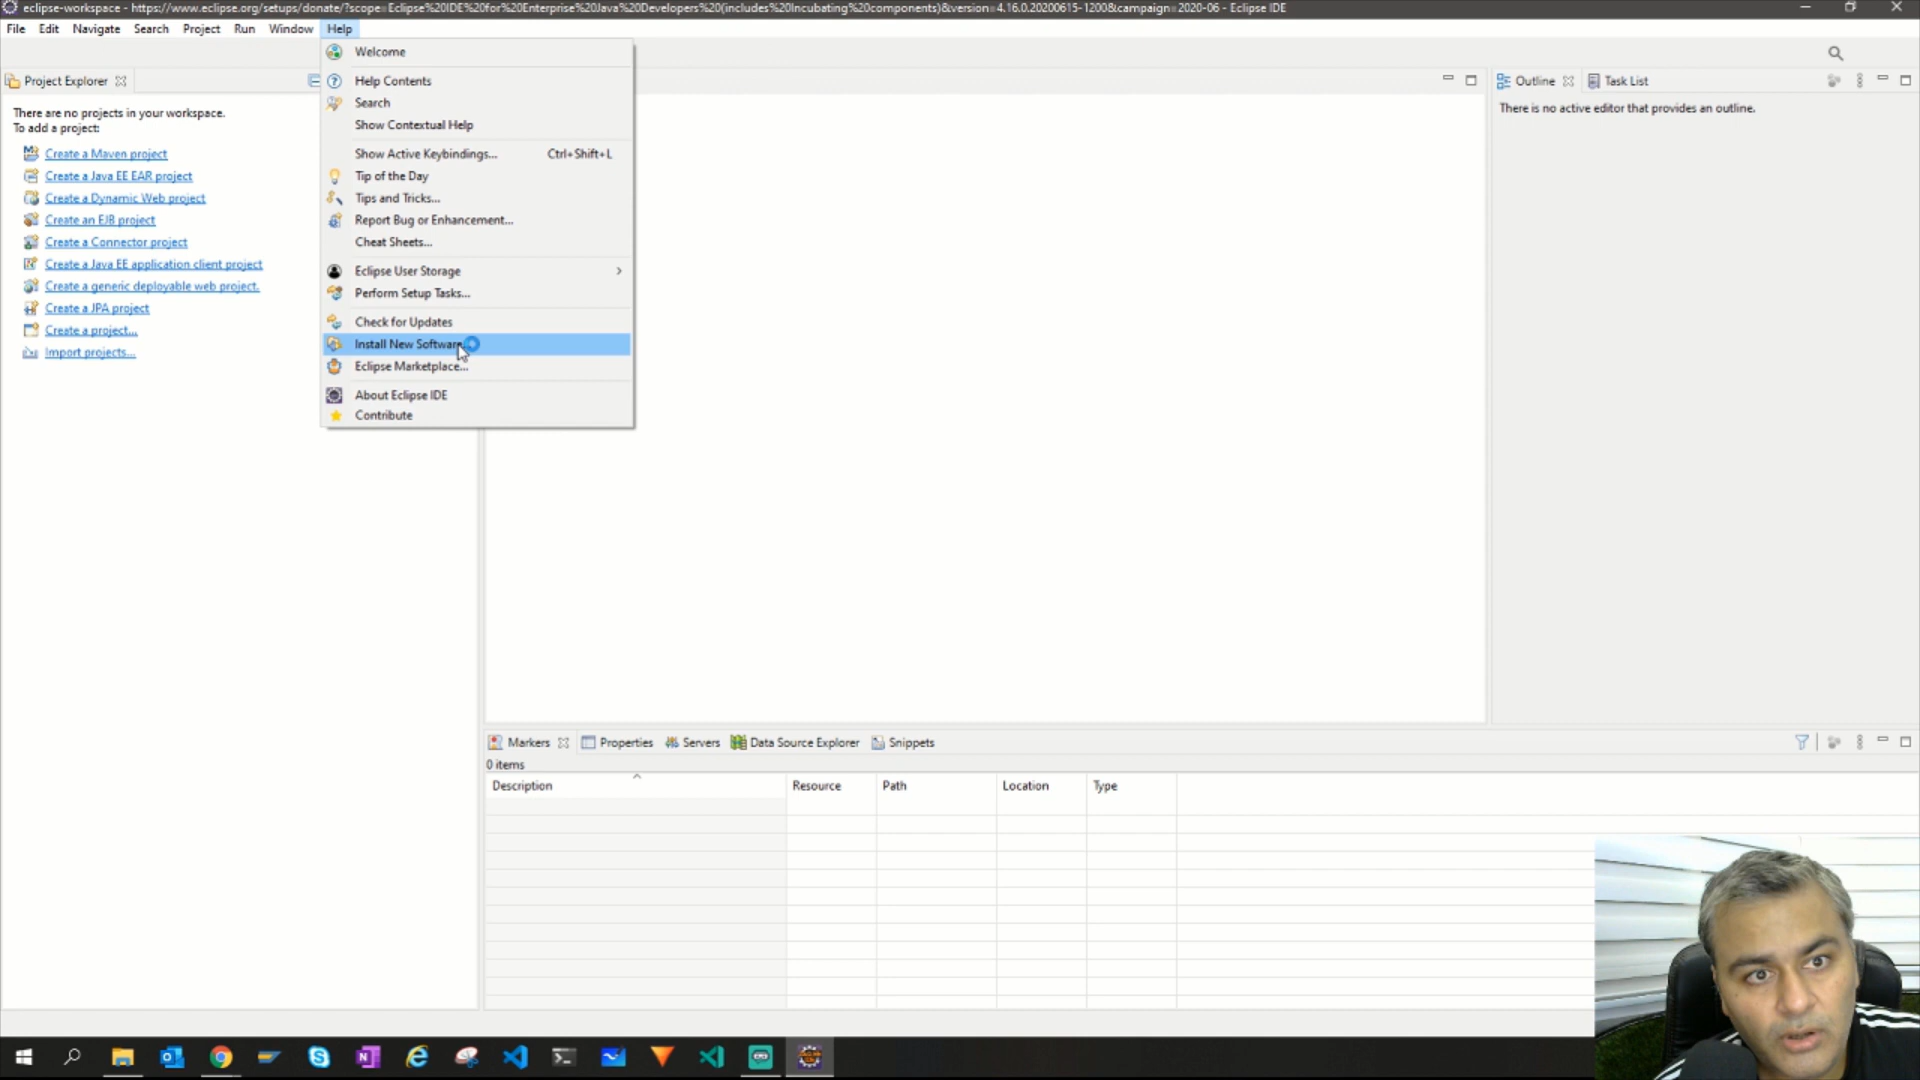 eclipse-workspace - https://www.eclipse.org/setups/donate/?scope=Eclipse%20IDE%20for%20Enterprise%20Java%20Developers%20(includes%20Incubating%20components)&version=4.16.0.20200615-1200&campaign=2020-06 - Eclipse IDE
File Edit Navigate Search Project Run Window Help
Project Explorer
There are no projects in your workspace.
To add a project:
Create a Maven project
Create a Java EE EAR project
Create a Dynamic Web project
Create an EJB project
Create a Connector project
Create a Java EE application client project
Create a generic deployable web project.
Create a JPA project
Create a project...
Import projects...
Welcome
Help Contents
Search
Show Contextual Help
Show Active Keybindings... Ctrl+Shift+L
Tip of the Day
Tips and Tricks...
Report Bug or Enhancement...
Cheat Sheets...
Eclipse User Storage
Perform Setup Tasks...
Check for Updates
Install New Software...
Eclipse Marketplace...
About Eclipse IDE
Contribute
Outline Task List
There is no active editor that provides an outline.
Markers Properties Servers Data Source Explorer Snippets
0 items
Description Resource Path Location Type